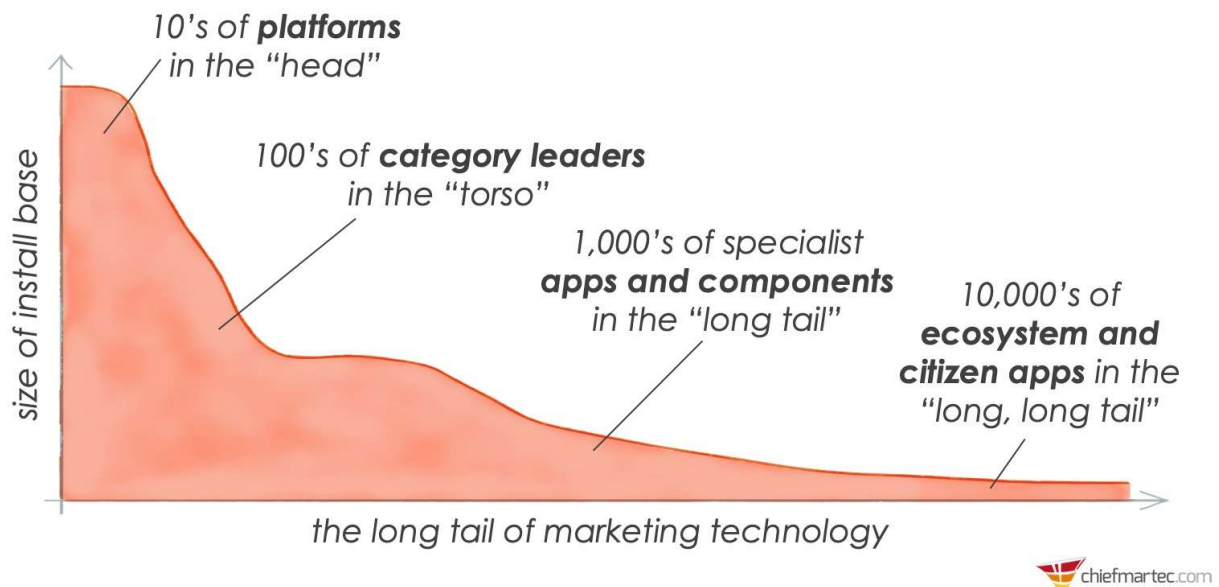 10’s of platforms
in the “head”
100’s of category leaders
in the “torso”
1,000’s of specialist
apps and components
in the “long tail”
10,000’s of
ecosystem and
citizen apps in the
“long, long tail”
size of install base
the long tail of marketing technology
chiefmartec.com